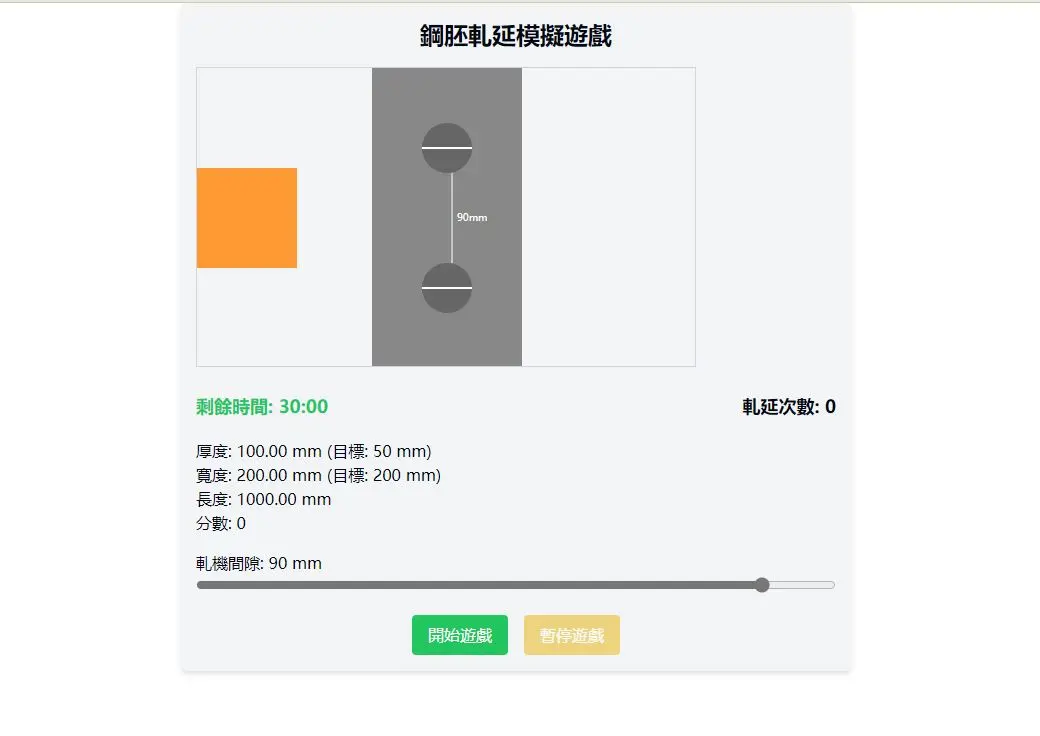 鋼胚軋延模擬遊戲
90mm
剩餘時間: 30:00
軋延次數: 0
厚度: 100.00 mm (目標: 50 mm)
寬度: 200.00 mm (目標: 200 mm)
長度: 1000.00 mm
分數: 0
軋機間隙: 90 mm
開始遊戲
暫停遊戲